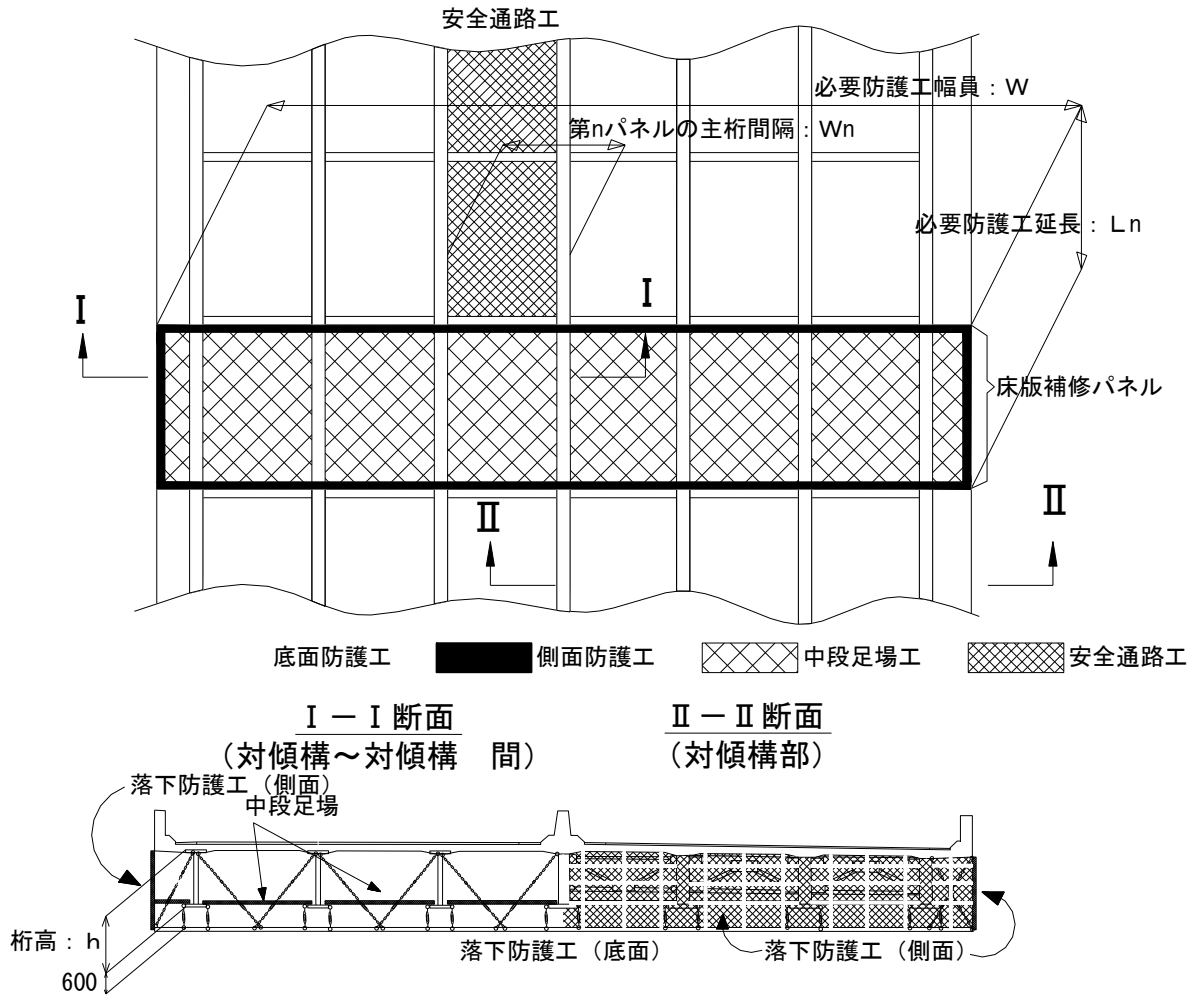 安全通路工
必要防護工幅員：W
第nパネルの主桁間隔：Wn
必要防護工延長：Ln
I
I
床版補修パネル
II
II
底面防護工 側面防護工 中段足場工 安全通路工
I－I断面
II－II断面
(対傾構～対傾構 間)
(対傾構部)
落下防護工(側面)
中段足場
桁高：h
600
落下防護工(底面)
落下防護工(側面)